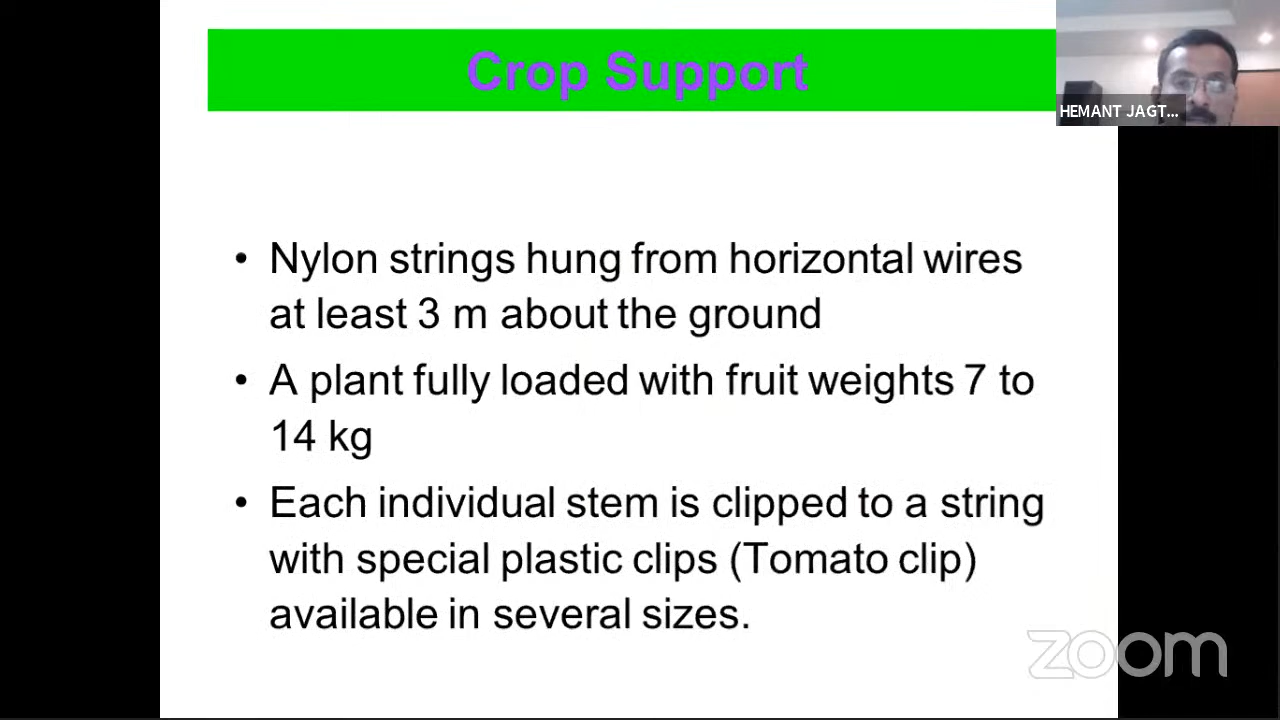 Crop Support
HEMANT JAGT...
• Nylon strings hung from horizontal wires
at least 3 m about the ground
• A plant fully loaded with fruit weights 7 to
14 kg
• Each individual stem is clipped to a string
with special plastic clips (Tomato clip)
available in several sizes.
zoom